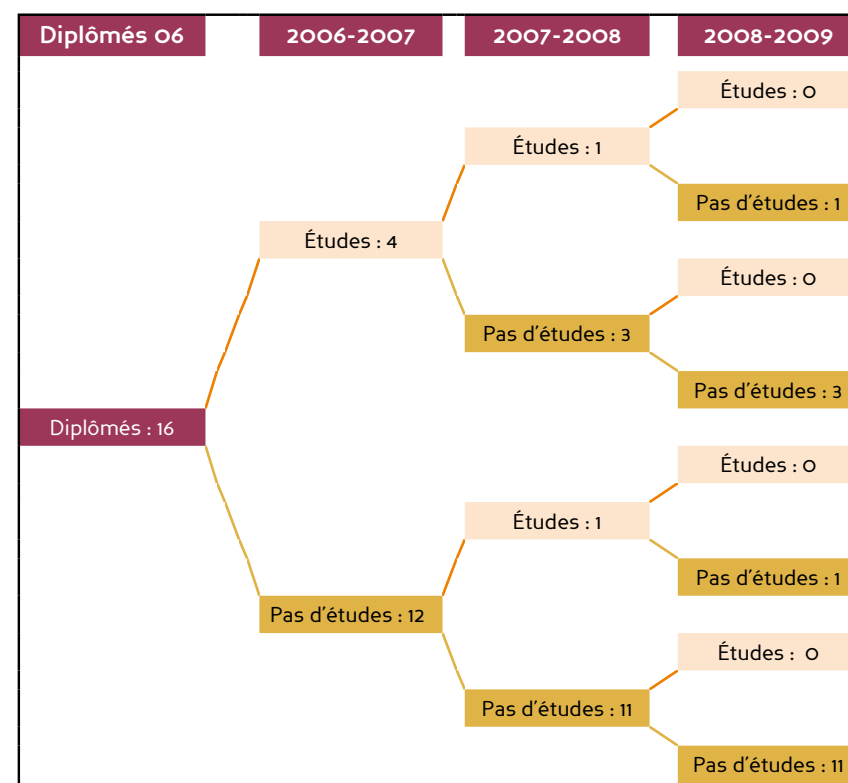 Diplômés 06 2006-2007 2007-2008 2008-2009
Études : 0
Études : 1
Pas d'études : 1
Études : 4
Études : 0
Pas d'études : 3
Pas d'études : 3
Diplômés : 16
Études : 0
Études : 1
Pas d'études : 1
Pas d'études : 12
Études : 0
Pas d'études : 11
Pas d'études : 11